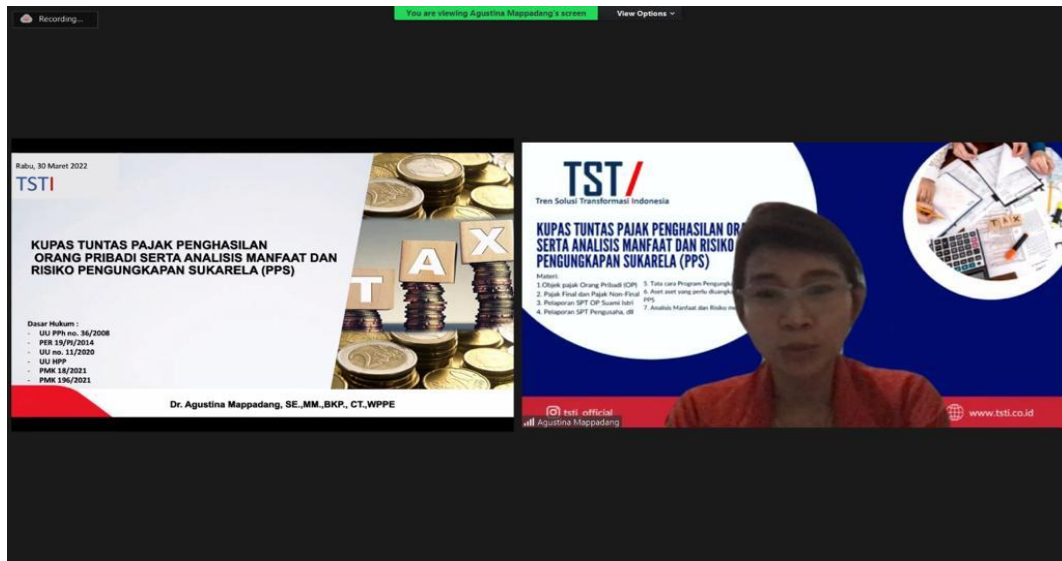 Recording...
You are viewing Agustina Mappadang's screen
View Options
Rabu, 30 Maret 2022
TSTI
KUPAS TUNTAS PAJAK PENGHASILAN
ORANG PRIBADI SERTA ANALISIS MANFAAT DAN
RISIKO PENGUNGKAPAN SUKARELA (PPS)
TAX
Dasar Hukum :
- UU PPh no. 36/2008
- PER 19/PJ/2014
- UU no. 11/2020
- UU HPP
- PMK 18/2021
- PMK 196/2021
Dr. Agustina Mappadang, SE.,MM.,BKP., CT.,WPPE
TST/
Tren Solusi Transformasi Indonesia
KUPAS TUNTAS PAJAK PENGHASILAN
SERTA ANALISIS MANFAAT DAN RISIKO
PENGUNGKAPAN SUKARELA (PPS)
Materi:
1.Objek pajak Orang Pribadi (OP)
2. Pajak Final dan Pajak Non-Final
3. Pelaporan SPT OP Suami Istri
4. Pelaporan SPT Pengusaha, dll
5. Tata cara Program
6. Aset aset yang perlu
PPS
7. Analisis Manfaat dan Risiko
TAX
tsti_official
www.tsti.co.id
Agustina Mappadang